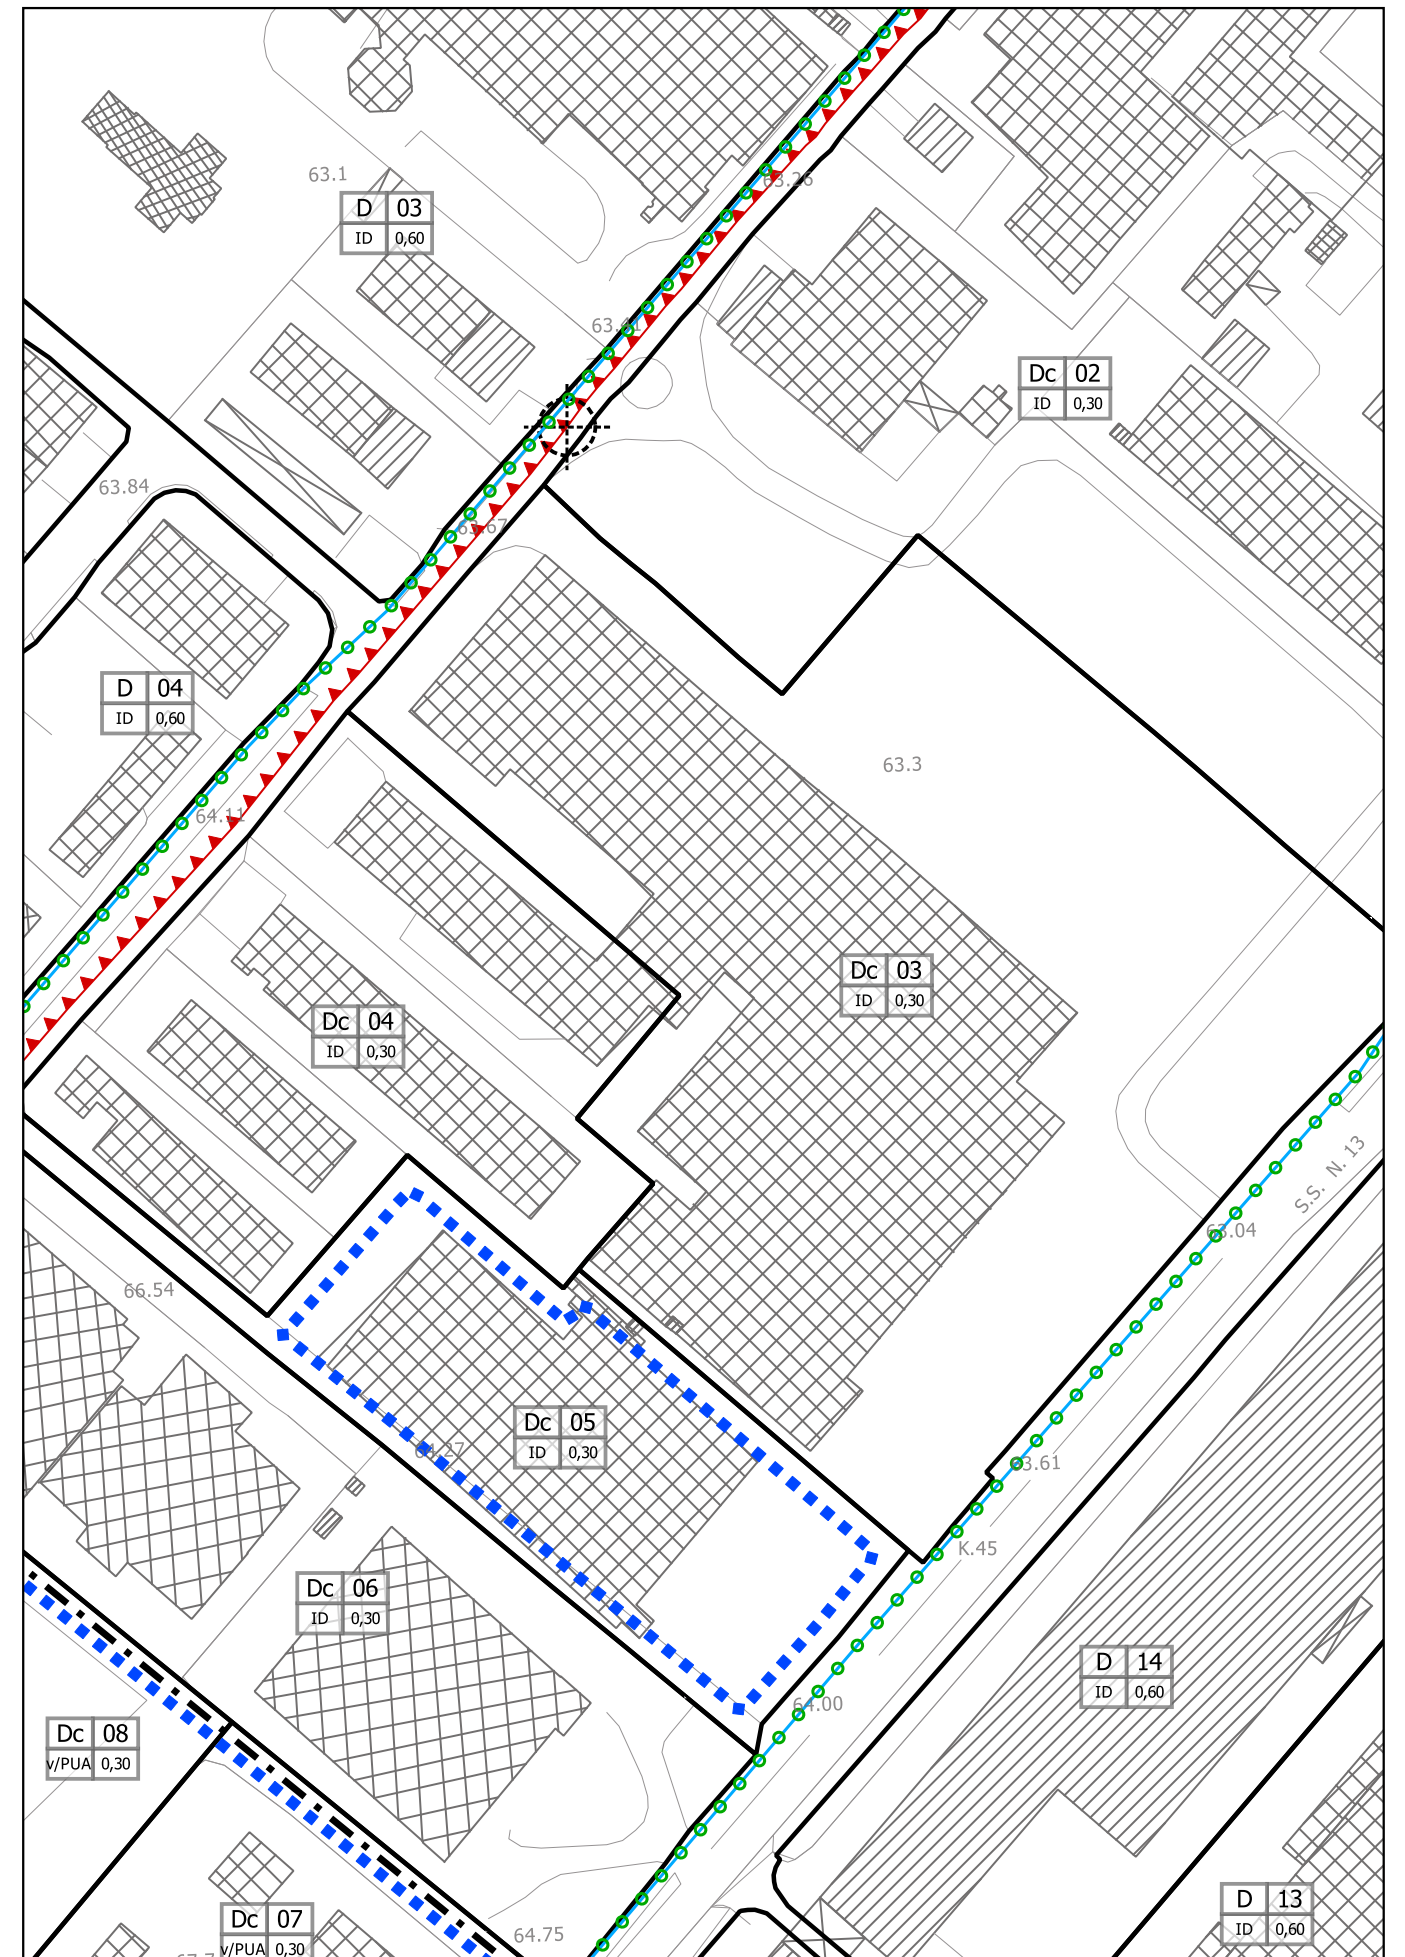 63.1
63.26
D 03
ID 0,60
63.41
Dc 02
ID 0,30
63.84
63.67
D 04
ID 0,60
63.3
64.11
Dc 03
ID 0,30
Dc 04
ID 0,30
S.S. N. 13
63.04
66.54
Dc 05
ID 0,30
64.27
63.61
K.45
Dc 06
ID 0,30
D 14
ID 0,60
64.00
Dc 08
v/PUA 0,30
D 13
ID 0,60
Dc 07
v/PUA 0,30
64.75